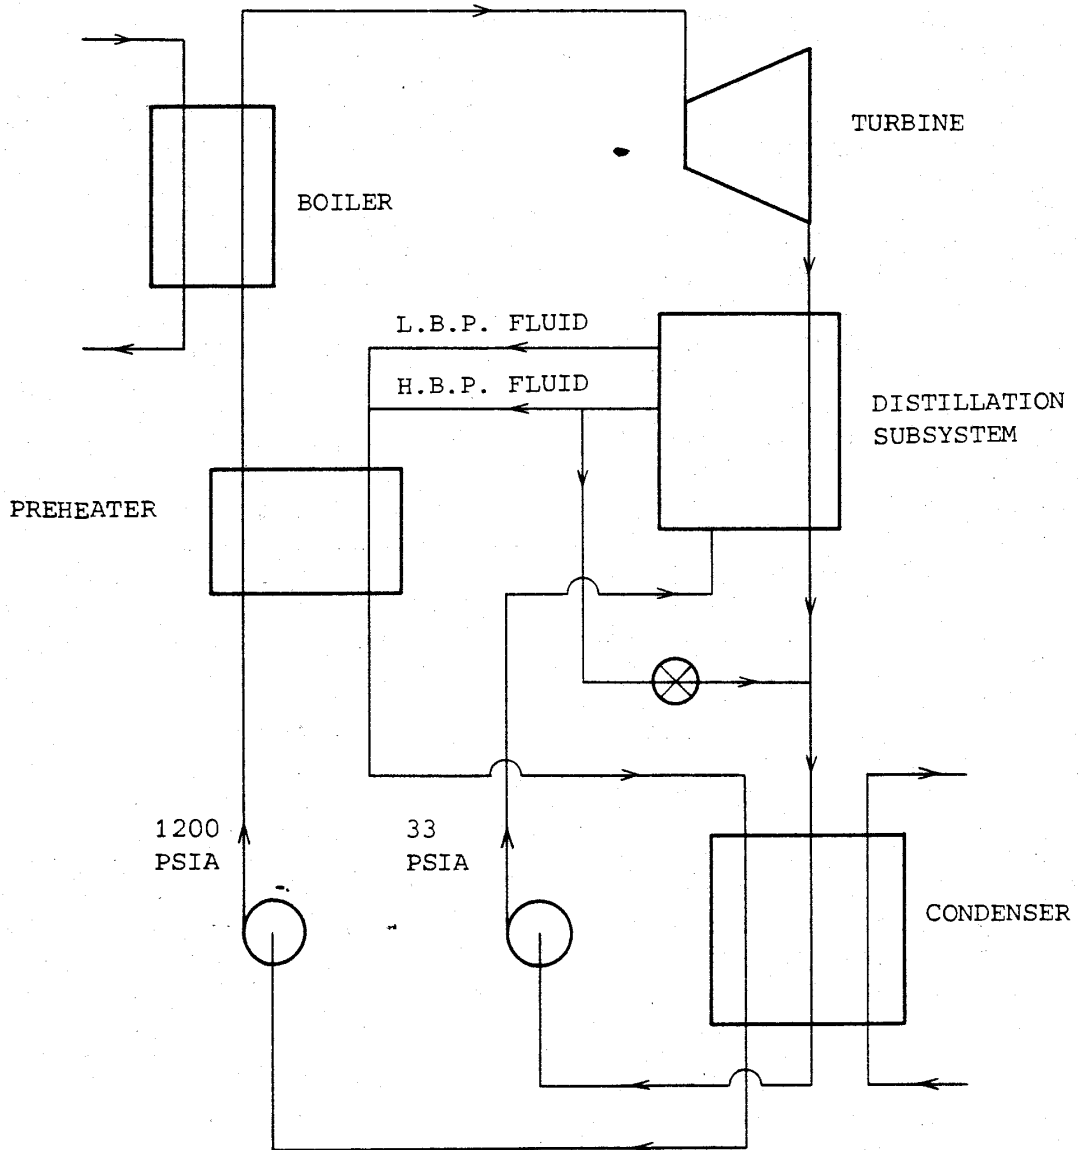 TURBINE
BOILER
L.B.P. FLUID
H.B.P. FLUID
DISTILLATION
SUBSYSTEM
PREHEATER
1200
PSIA
33
PSIA
CONDENSER